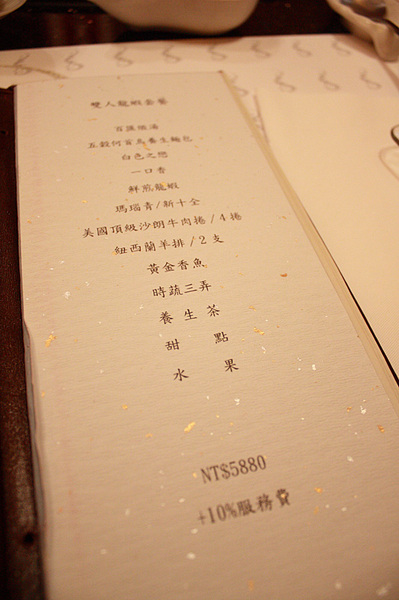 雙人龍蝦套餐
百匯燉湯
五穀何首烏養生麵包
白色之戀
一口香
鮮煎龍蝦
瑪瑙青/新十全
美國頂級沙朗牛肉捲/4捲
紐西蘭羊排/2支
黃金香魚
時蔬三弄
養生茶
甜點
水果
NT$5880
+10%服務費